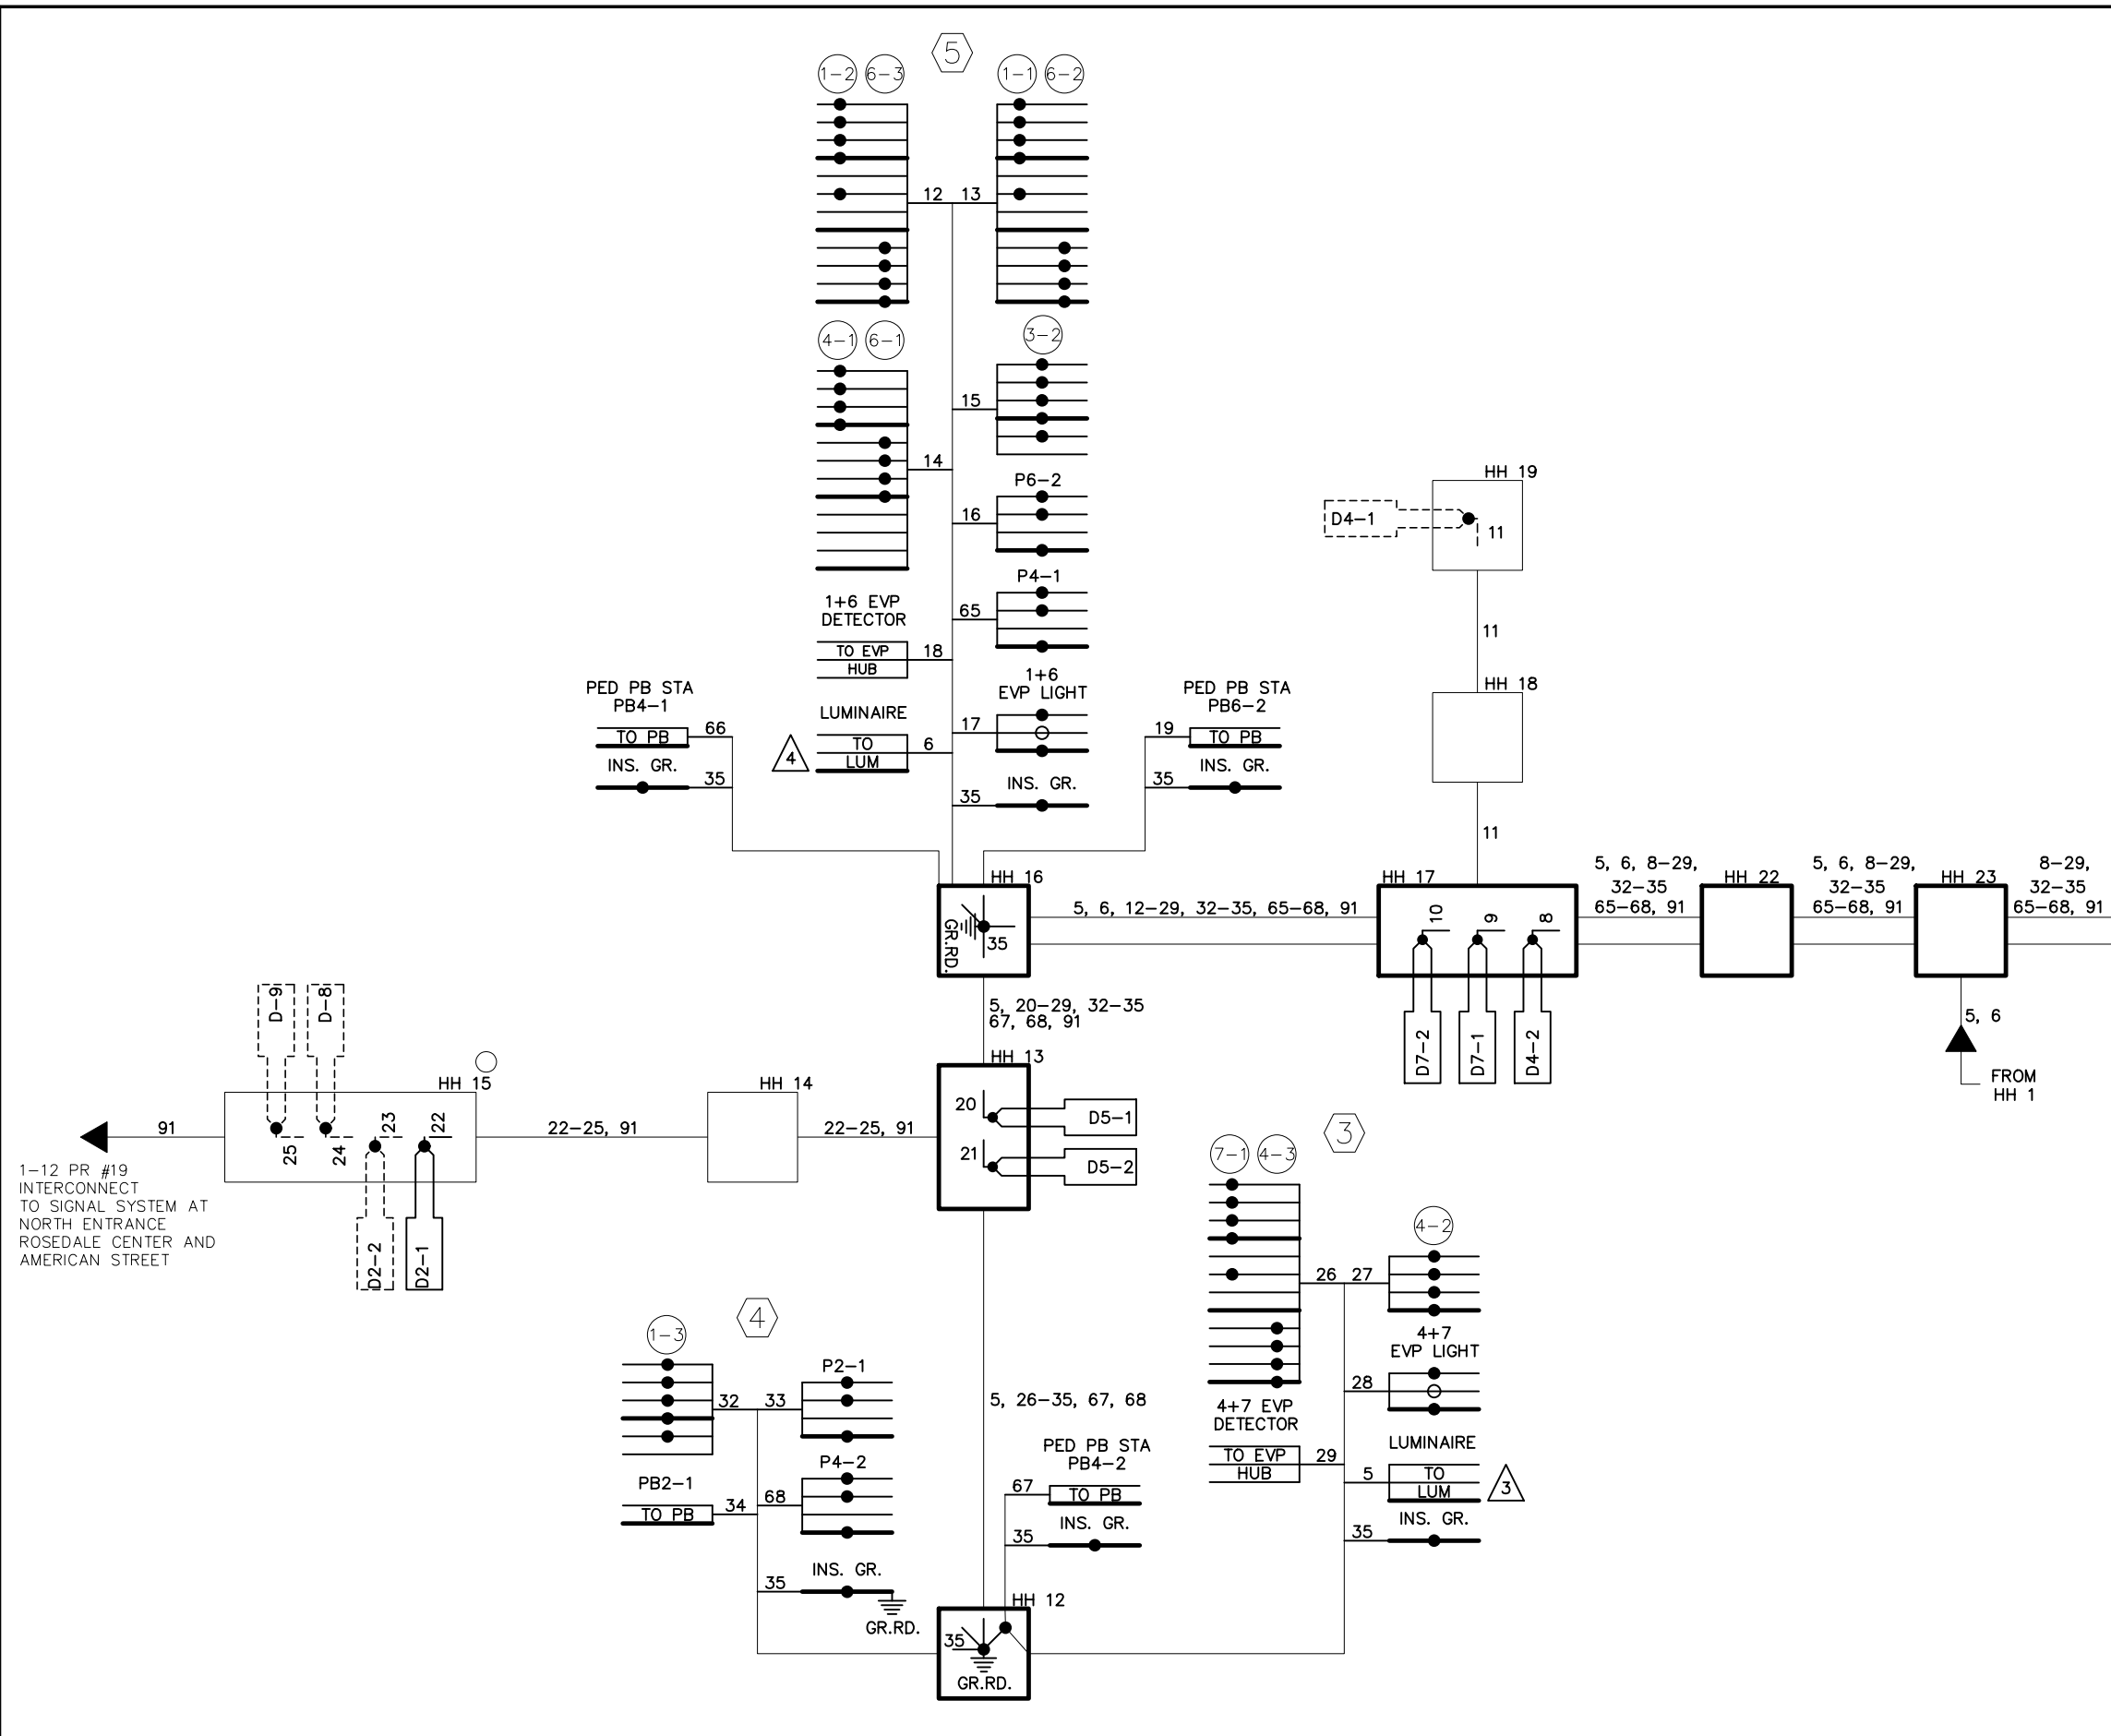 5
1-2 6-3 1-1 6-2
12 13
4-1 6-1 3-2
15
14
P6-2
16
HH 19
D4-1
11
P4-1
65
1+6 EVP
DETECTOR
TO EVP
HUB
18
11
1+6
EVP LIGHT
17
HH 18
PED PB STA
PB4-1
66
TO PB
INS. GR.
35
LUMINAIRE
4
TO
LUM
6
INS. GR.
35
PED PB STA
PB6-2
19
TO PB
INS. GR.
35
11
HH 16
GR.RD.
35
5, 6, 12-29, 32-35, 65-68, 91
HH 17
10
9
8
D7-2
D7-1
D4-2
5, 6, 8-29,
32-35
65-68, 91
HH 22
5, 6, 8-29,
32-35
65-68, 91
HH 23
8-29,
32-35
65-68, 91
5, 6
FROM
HH 1
5, 20-29, 32-35
67, 68, 91
HH 13
20
D5-1
21
D5-2
D-9
D-8
HH 15
25
24
23
22
D2-2
D2-1
HH 14
22-25, 91
22-25, 91
91
1-12 PR #19
INTERCONNECT
TO SIGNAL SYSTEM AT
NORTH ENTRANCE
ROSEDALE CENTER AND
AMERICAN STREET
3
7-1 4-3
4-2
26 27
4+7
EVP LIGHT
28
4+7 EVP
DETECTOR
TO EVP
HUB
29
LUMINAIRE
5
TO
LUM
3
INS. GR.
35
4
1-3
32 33
P2-1
P4-2
68
PB2-1
TO PB
34
INS. GR.
35
GR.RD.
5, 26-35, 67, 68
PED PB STA
PB4-2
67
TO PB
INS. GR.
35
HH 12
35
GR.RD.